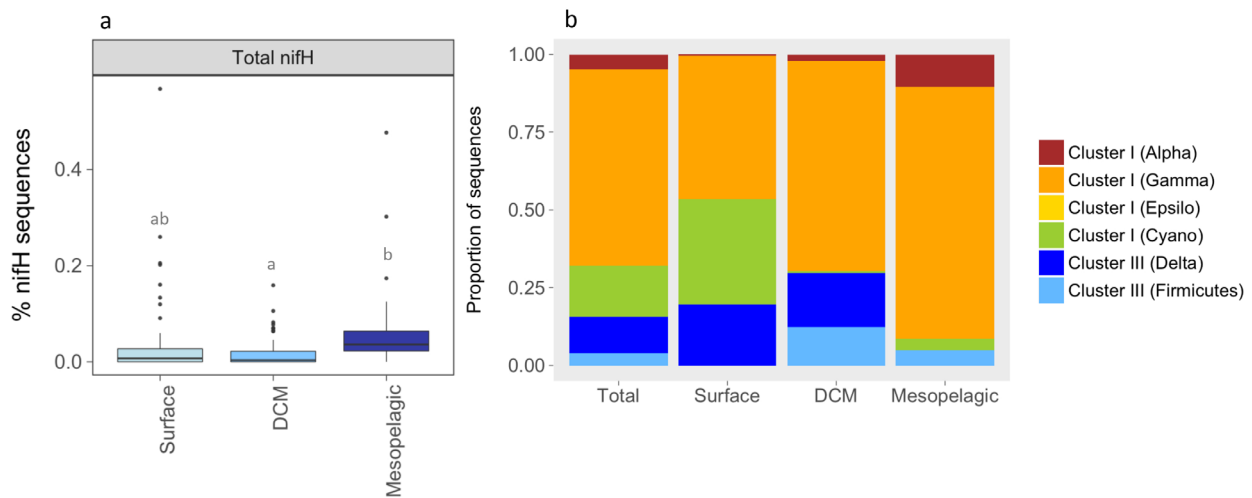 a
Total nifH
% nifH sequences
0.4
0.2
0.0
ab
a
b
Surface
DCM
Mesopelagic
b
Proportion of sequences
1.00
0.75
0.50
0.25
0.00
Total
Surface
DCM
Mesopelagic
Cluster I (Alpha)
Cluster I (Gamma)
Cluster I (Epsilo)
Cluster I (Cyano)
Cluster III (Delta)
Cluster III (Firmicutes)